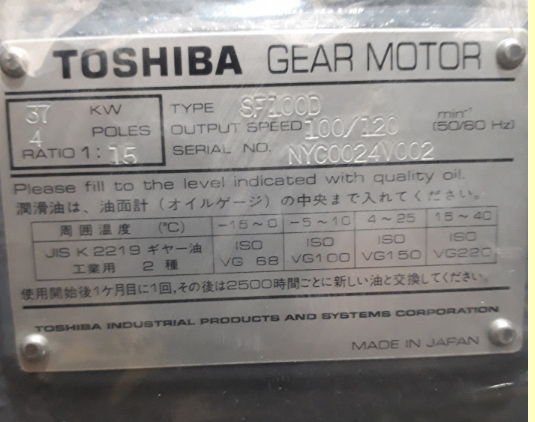 TOSHIBA GEAR MOTOR
37 KW
4 POLES
RATIO 1: 15
TYPE SF100D
OUTPUT SPEED 100/120 min⁻¹ (50/60 Hz)
SERIAL NO. NYC0024V002
Please fill to the level indicated with quality oil.
潤滑油は、油面計(オイルゲージ)の中央まで入れてください。
周囲温度 (℃) -15~0 -5~10 4~25 15~40
JIS K 2219 ギヤー油 工業用 2種 ISO VG 68 ISO VG100 ISO VG150 ISO VG220
使用開始後1ケ月目に1回,その後は2500時間ごとに新しい油と交換してください。
TOSHIBA INDUSTRIAL PRODUCTS AND SYSTEMS CORPORATION
MADE IN JAPAN